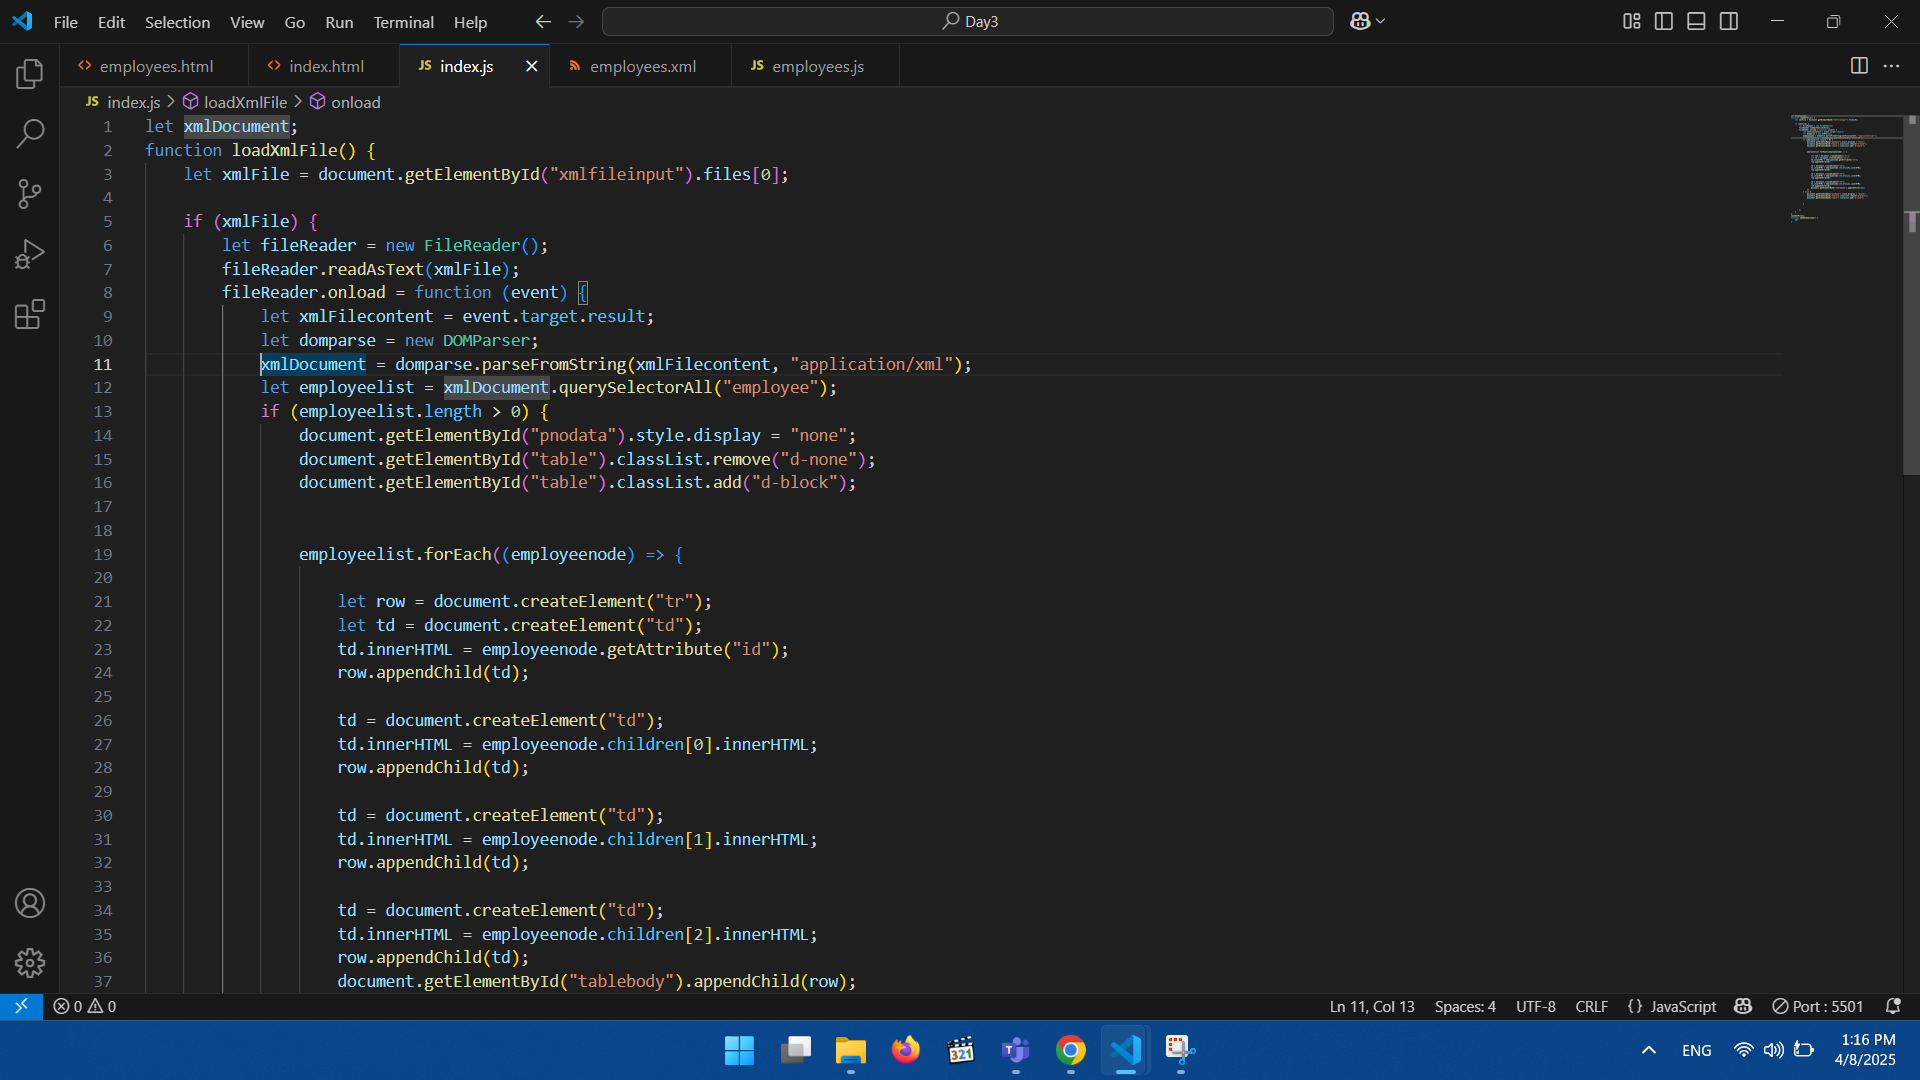 File Edit Selection View Go Run Terminal Help
Day3
employees.html
index.html
JS index.js
employees.xml
JS employees.js
JS index.js > loadXmlFile > onload
1 let xmlDocument;
2 function loadXmlFile() {
3 let xmlFile = document.getElementById("xmlfileinput").files[0];
4
5 if (xmlFile) {
6 let fileReader = new FileReader();
7 fileReader.readAsText(xmlFile);
8 fileReader.onload = function (event) {
9 let xmlFilecontent = event.target.result;
10 let domparse = new DOMParser;
11 xmlDocument = domparse.parseFromString(xmlFilecontent, "application/xml");
12 let employeelist = xmlDocument.querySelectorAll("employee");
13 if (employeelist.length > 0) {
14 document.getElementById("pnodata").style.display = "none";
15 document.getElementById("table").classList.remove("d-none");
16 document.getElementById("table").classList.add("d-block");
17
18
19 employeelist.forEach((employeenode) => {
20
21 let row = document.createElement("tr");
22 let td = document.createElement("td");
23 td.innerHTML = employeenode.getAttribute("id");
24 row.appendChild(td);
25
26 td = document.createElement("td");
27 td.innerHTML = employeenode.children[0].innerHTML;
28 row.appendChild(td);
29
30 td = document.createElement("td");
31 td.innerHTML = employeenode.children[1].innerHTML;
32 row.appendChild(td);
33
34 td = document.createElement("td");
35 td.innerHTML = employeenode.children[2].innerHTML;
36 row.appendChild(td);
37 document.getElementById("tablebody").appendChild(row);
0 0
Ln 11, Col 13 Spaces: 4 UTF-8 CRLF {} JavaScript Port : 5501
321
T
ENG
1:16 PM
4/8/2025